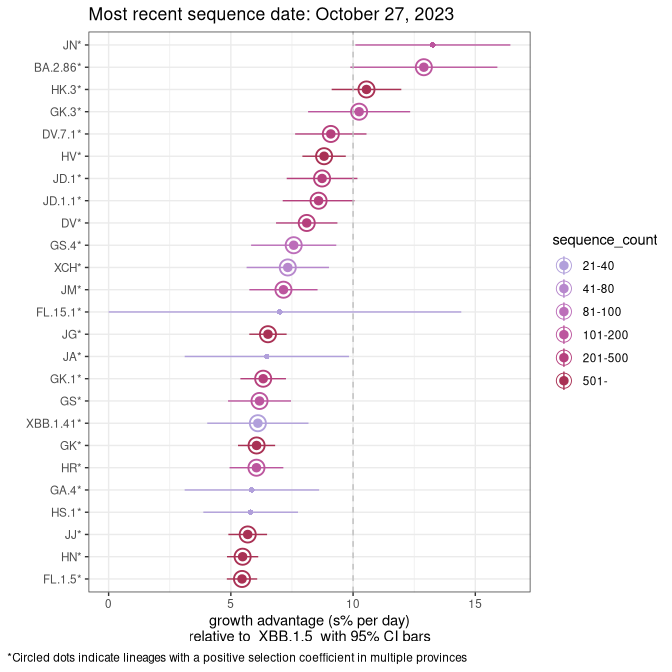 Most recent sequence date: October 27, 2023
JN*
BA.2.86*
HK.3*
GK.3*
DV.7.1*
HV*
JD.1*
JD.1.1*
DV*
GS.4*
XCH*
JM*
FL.15.1*
JG*
JA*
GK.1*
GS*
XBB.1.41*
GK*
HR*
GA.4*
HS.1*
JJ*
HN*
FL.1.5*
0 5 10 15
growth advantage (s% per day)
relative to XBB.1.5 with 95% CI bars
sequence_count
21-40
41-80
81-100
101-200
201-500
501-
*Circled dots indicate lineages with a positive selection coefficient in multiple provinces